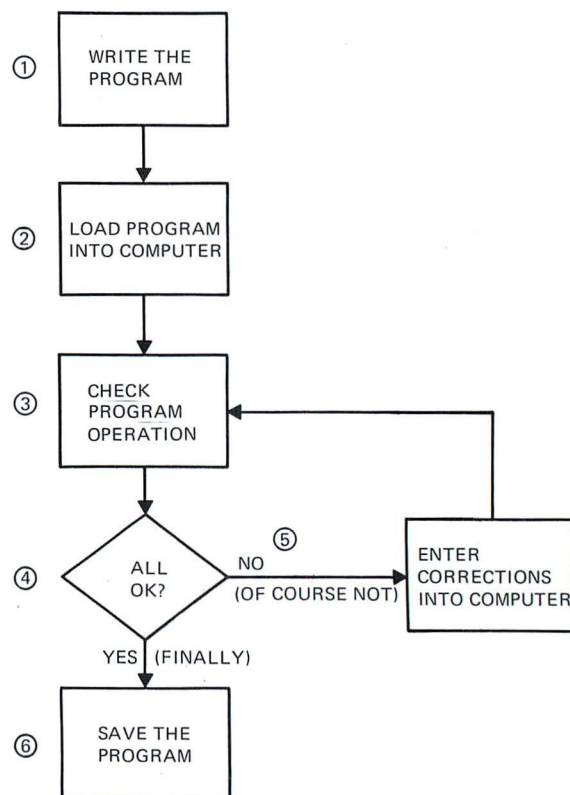 ①
WRITE THE
PROGRAM
②
LOAD PROGRAM
INTO COMPUTER
③
CHECK
PROGRAM
OPERATION
④
ALL
OK?
⑤
NO
(OF COURSE NOT)
ENTER
CORRECTIONS
INTO COMPUTER
YES (FINALLY)
⑥
SAVE THE
PROGRAM